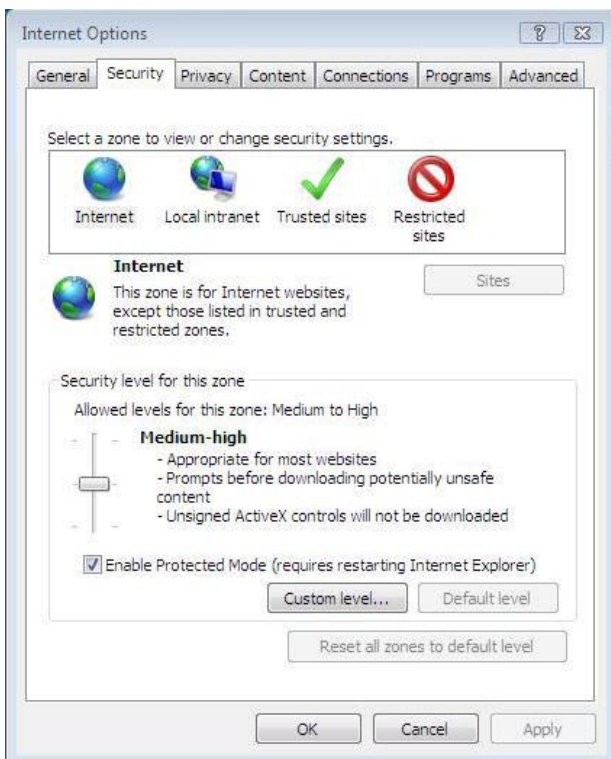 Internet Options
General Security Privacy Content Connections Programs Advanced
Select a zone to view or change security settings.
Internet Local intranet Trusted sites Restricted
sites
Internet
This zone is for Internet websites,
except those listed in trusted and
restricted zones.
Sites
Security level for this zone
Allowed levels for this zone: Medium to High
Medium-high
- Appropriate for most websites
- Prompts before downloading potentially unsafe
content
- Unsigned ActiveX controls will not be downloaded
Enable Protected Mode (requires restarting Internet Explorer)
Custom level... Default level
Reset all zones to default level
OK Cancel Apply